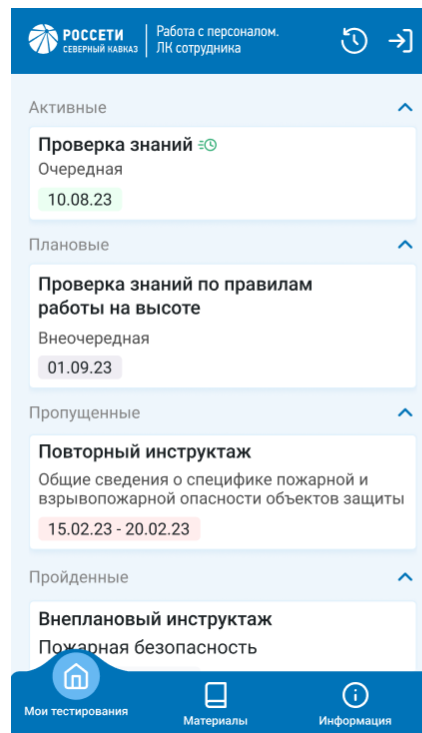 РОССЕТИ
СЕВЕРНЫЙ КАВКАЗ
Работа с персоналом.
ЛК сотрудника
Активные
Проверка знаний
Очередная
10.08.23
Плановые
Проверка знаний по правилам
работы на высоте
Внеочередная
01.09.23
Пропущенные
Повторный инструктаж
Общие сведения о специфике пожарной и
взрывопожарной опасности объектов защиты
15.02.23 - 20.02.23
Пройденные
Внеплановый инструктаж
Пожарная безопасность
Мои тестирования
Материалы
Информация